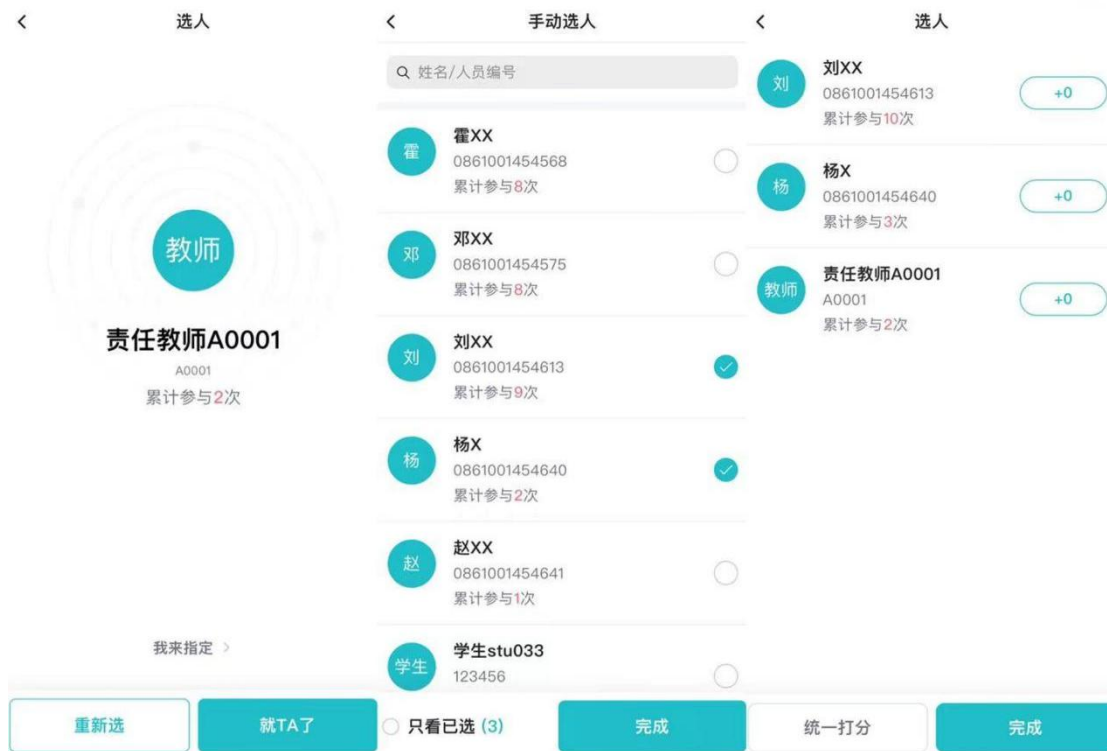 选人
教师
责任教师A0001
A0001
累计参与2次
我来指定
重新选
就TA了
手动选人
姓名/人员编号
霍
霍XX
0861001454568
累计参与8次
邓
邓XX
0861001454575
累计参与8次
刘
刘XX
0861001454613
累计参与9次
杨
杨X
0861001454640
累计参与2次
赵
赵XX
0861001454641
累计参与1次
学生
学生stu033
123456
只看已选 (3)
完成
选人
刘
刘XX
0861001454613
累计参与10次
+0
杨
杨X
0861001454640
累计参与3次
+0
教师
责任教师A0001
A0001
累计参与2次
+0
统一打分
完成